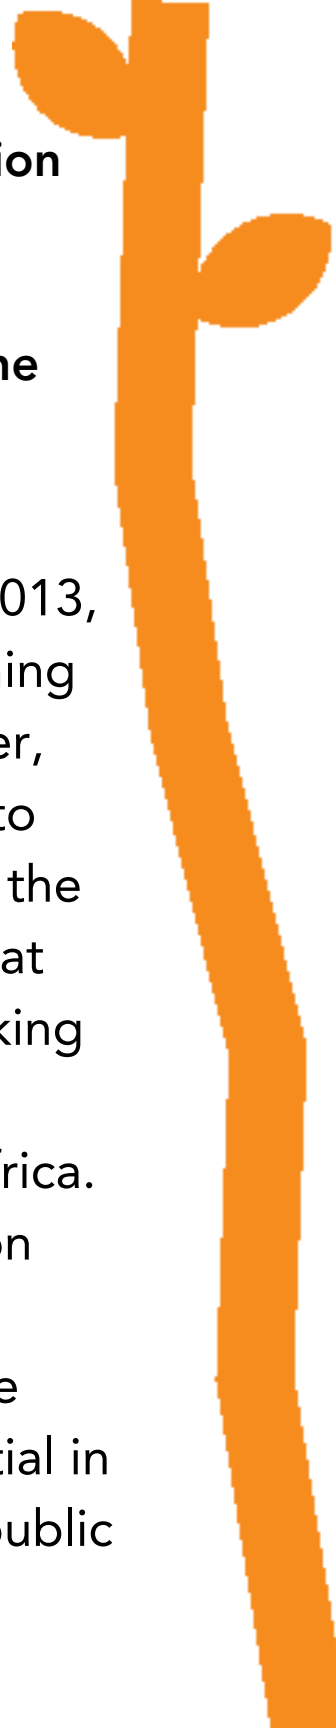 ion
ne
013,
ing
er,
to
the
at
king
rica.
on
e
tial in
public